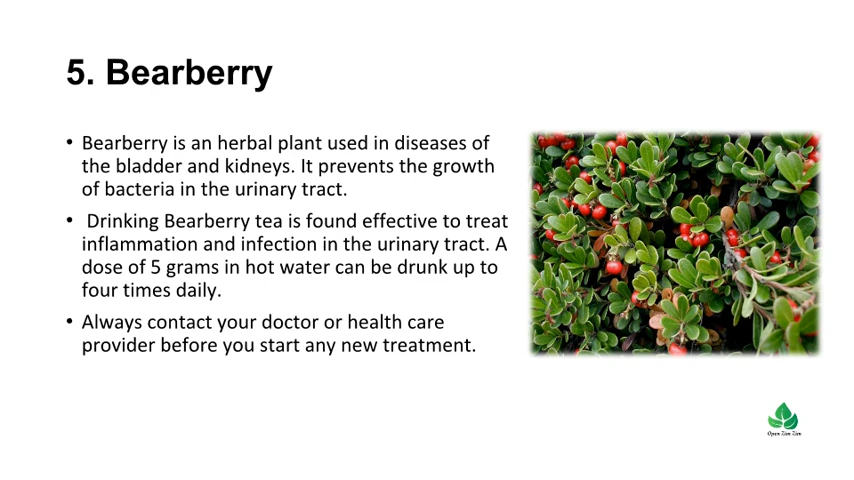 5. Bearberry
• Bearberry is an herbal plant used in diseases of
the bladder and kidneys. It prevents the growth
of bacteria in the urinary tract.
• Drinking Bearberry tea is found effective to treat
inflammation and infection in the urinary tract. A
dose of 5 grams in hot water can be drunk up to
four times daily.
• Always contact your doctor or health care
provider before you start any new treatment.
Open Zim Zim